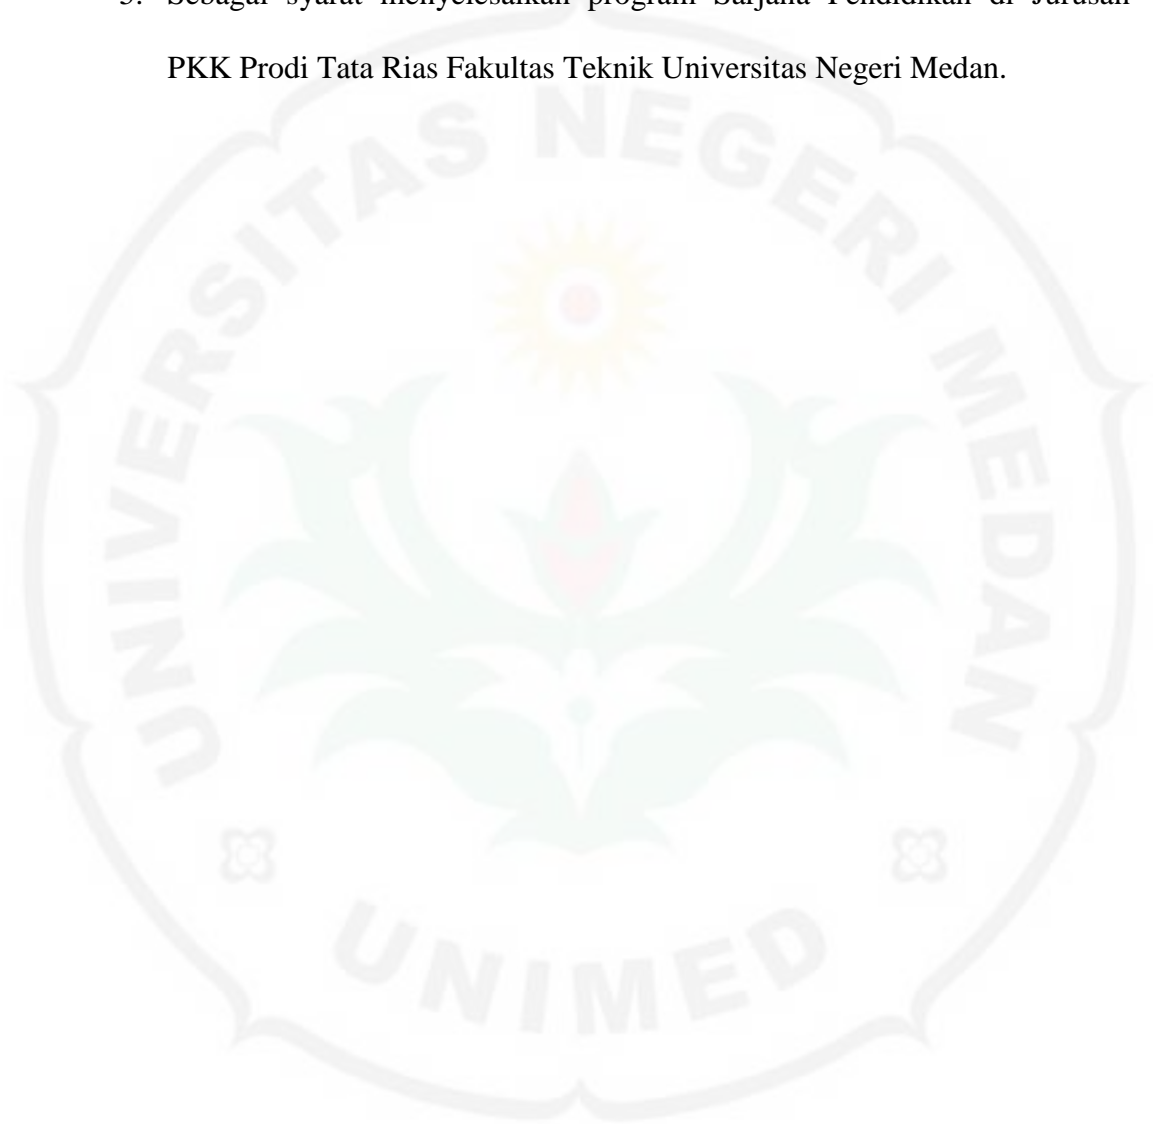 5. Sebagai syarat menyelesaikan program Sarjana Pendidikan di Jurusan
PKK Prodi Tata Rias Fakultas Teknik Universitas Negeri Medan.
UNIVERSITAS NEGERI MEDAN
UNIMED